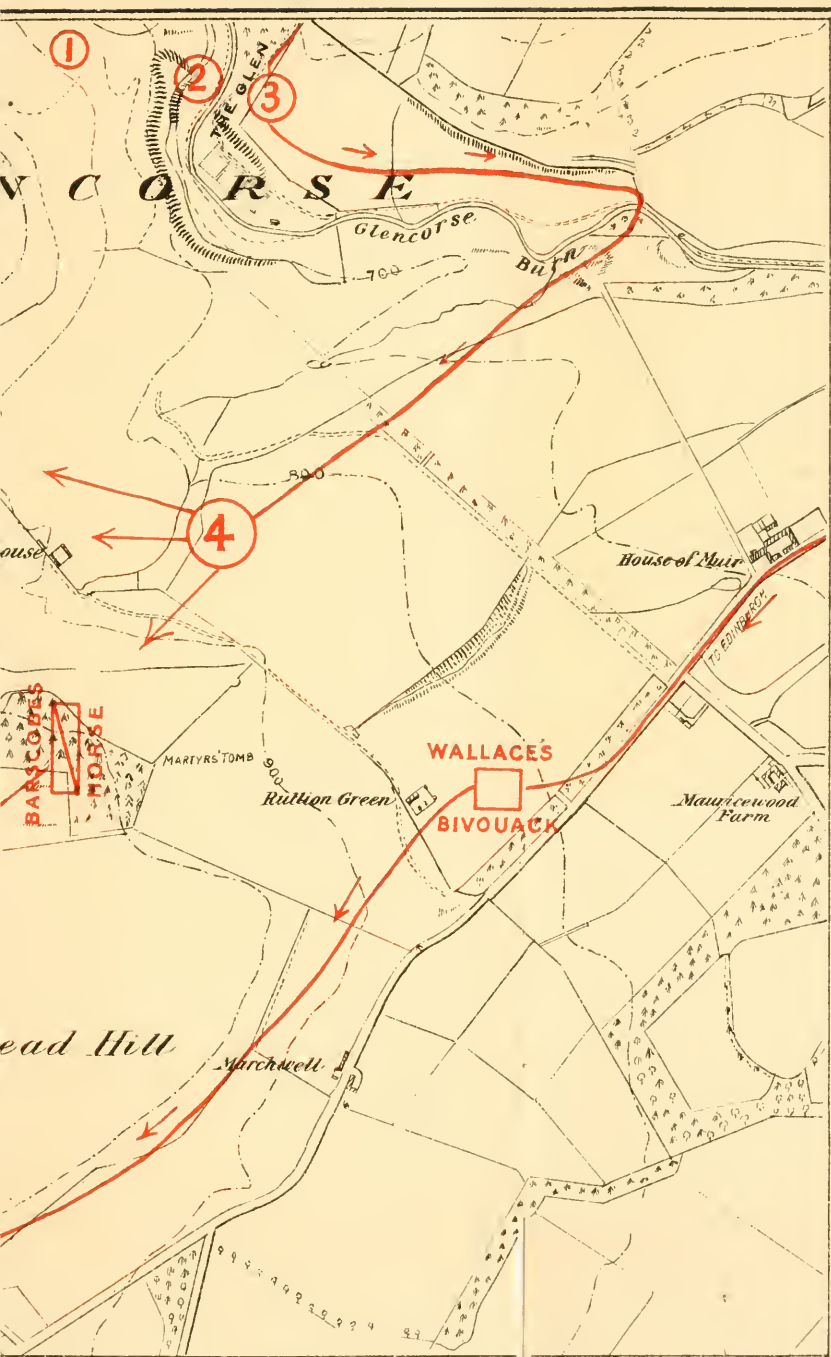 1
2
THE GLEN
3
N C O R S E
Glencorse
Burn
700
800
4
ouse
House of Muir
TO EDINBURGH
BARSCOBES
HORSE
MARTYRS' TOMB
900
WALLACES
BIVOUACK
Rullion Green
Mauricewood
Farm
ead Hill
Marchwell